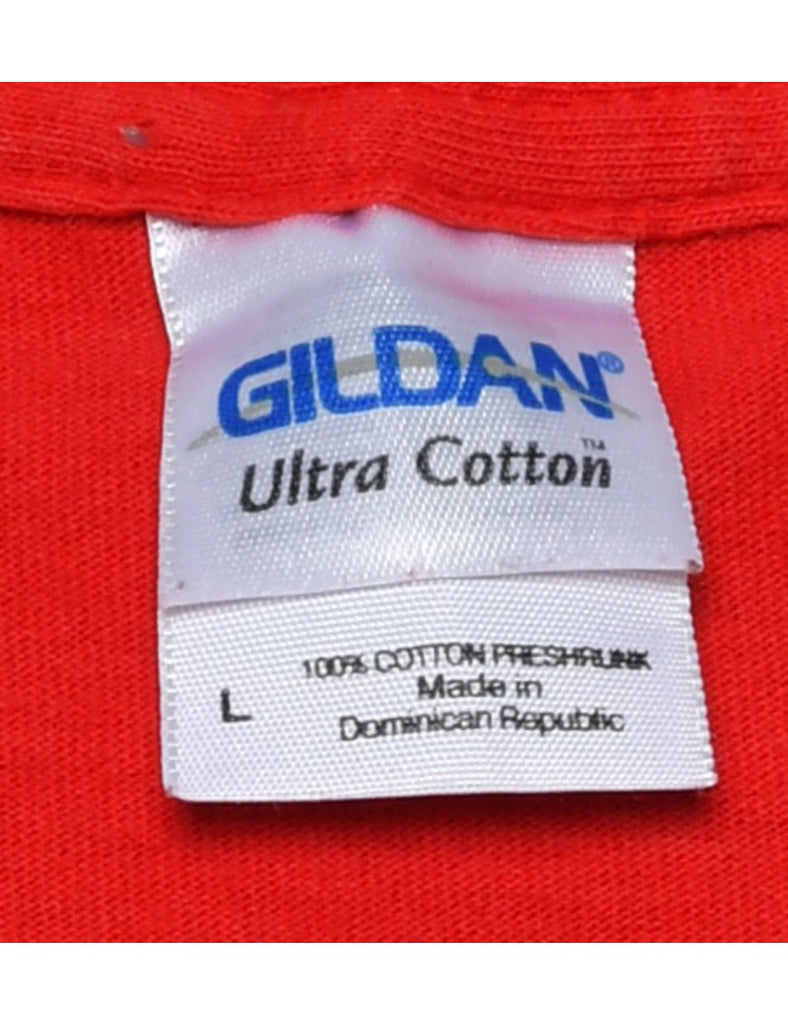 GILDAN®
Ultra Cotton™
100% COTTON PRESHRUNK
L
Made in
Dominican Republic